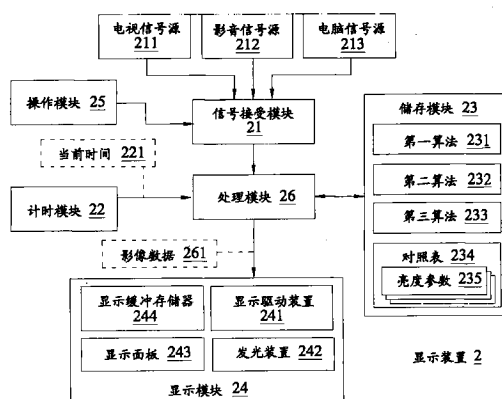 电视信号源
211
影音信号源
212
电脑信号源
213
操作模块 25
信号接受模块
21
储存模块 23
第一算法 231
第二算法 232
第三算法 233
对照表 234
亮度参数
235
当前时间 221
计时模块 22
处理模块 26
影像数据 261
显示缓冲存储器
244
显示驱动装置
241
显示面板 243
发光装置 242
显示模块 24
显示装置 2